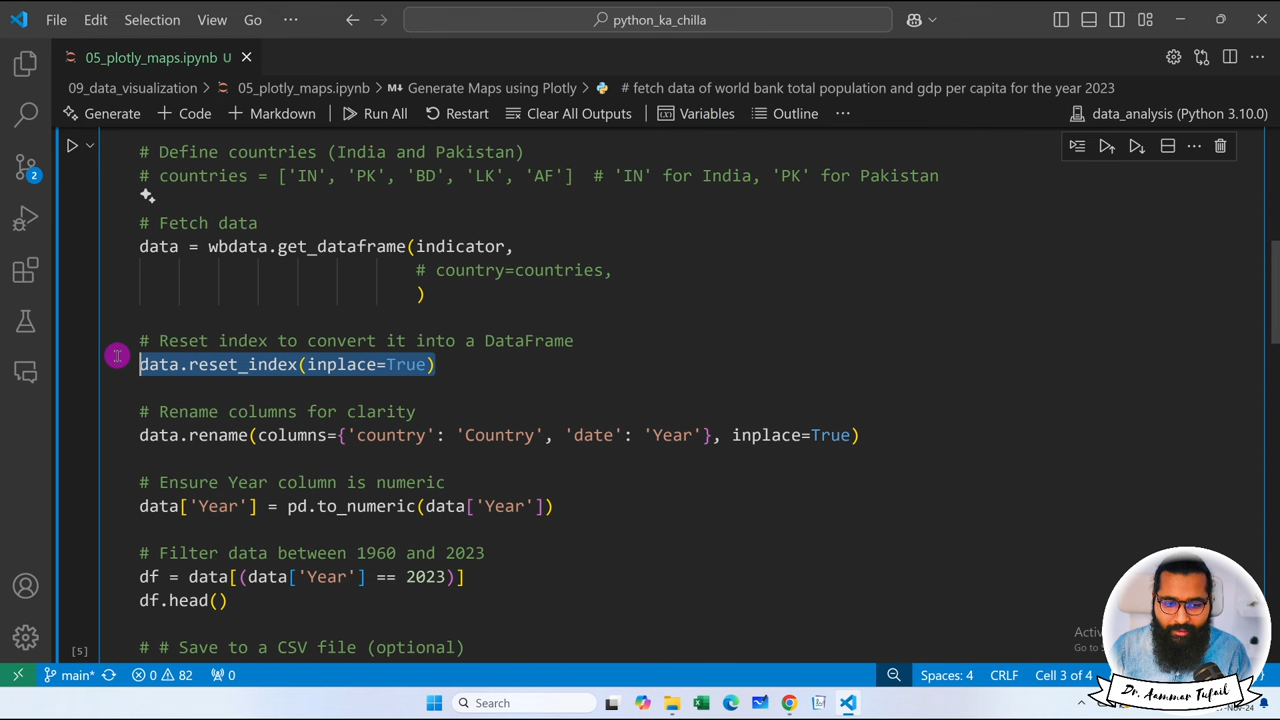 File Edit Selection View Go ··· python_ka_chilla
05_plotly_maps.ipynb U
09_data_visualization > 05_plotly_maps.ipynb > Generate Maps using Plotly > # fetch data of world bank total population and gdp per capita for the year 2023
Generate + Code + Markdown Run All Restart Clear All Outputs Variables Outline ··· data_analysis (Python 3.10.0)
# Define countries (India and Pakistan)
# countries = ['IN', 'PK', 'BD', 'LK', 'AF'] # 'IN' for India, 'PK' for Pakistan
# Fetch data
data = wbdata.get_dataframe(indicator,
# country=countries,
)
# Reset index to convert it into a DataFrame
data.reset_index(inplace=True)
# Rename columns for clarity
data.rename(columns={'country': 'Country', 'date': 'Year'}, inplace=True)
# Ensure Year column is numeric
data['Year'] = pd.to_numeric(data['Year'])
# Filter data between 1960 and 2023
df = data[(data['Year'] == 2023)]
df.head()
# # Save to a CSV file (optional)
[5]
2
Dr. Aammar Tufail
main* 0 82 0 Spaces: 4 CRLF Cell 3 of 4
Search